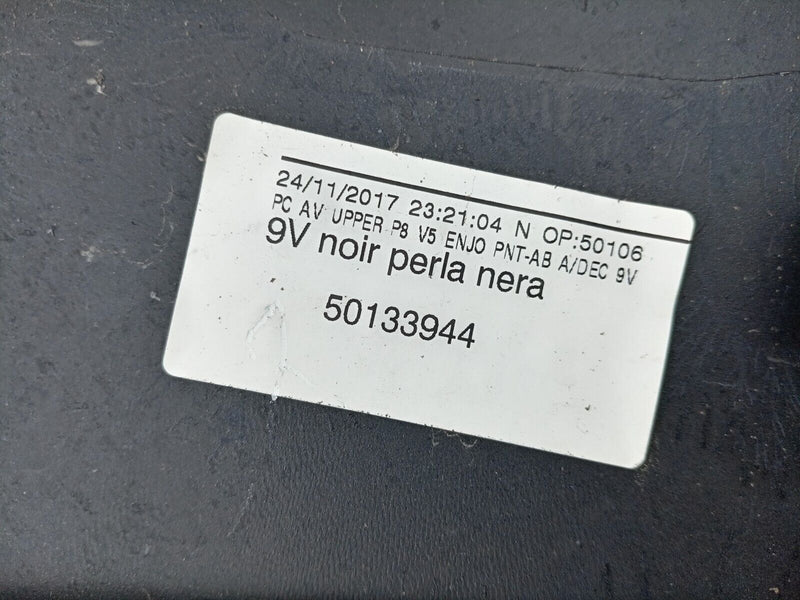 24/11/2017 23:21:04 N OP:50106
PC AV UPPER P8 V5 ENJO PNT-AB A/DEC 9V
9V noir perla nera
50133944